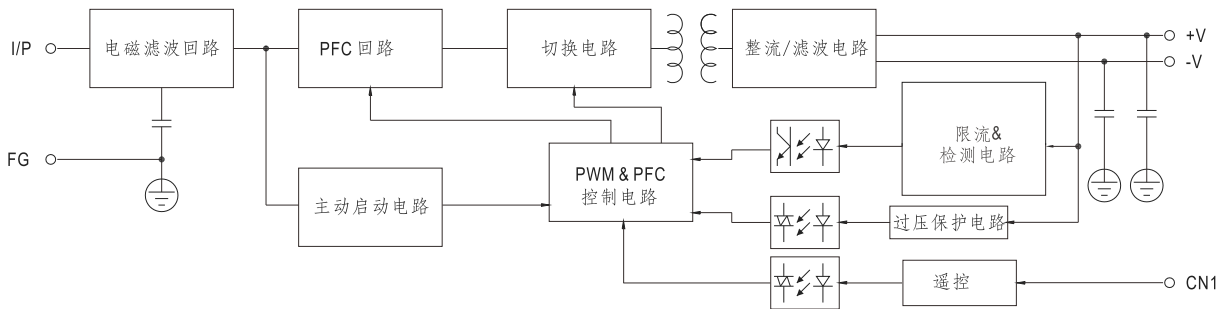 I/P
电磁滤波回路
PFC 回路
切换电路
整流/滤波电路
+V
-V
限流&
检测电路
FG
PWM & PFC
控制电路
主动启动电路
过压保护电路
遥控
CN1